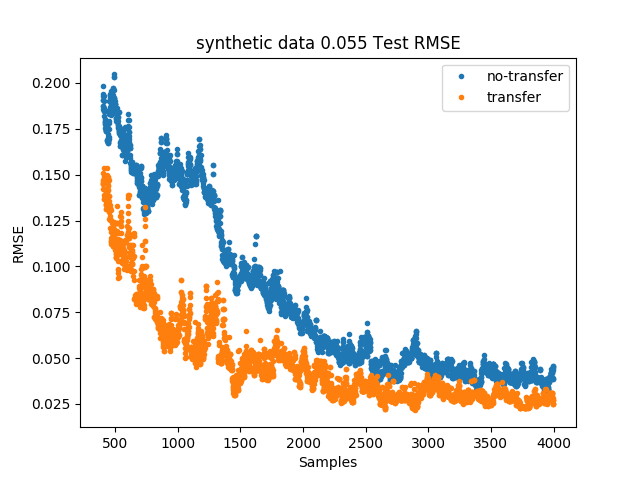 synthetic data 0.055 Test RMSE
no-transfer
transfer
0.200
0.175
0.150
0.125
0.100
0.075
0.050
0.025
RMSE
500 1000 1500 2000 2500 3000 3500 4000
Samples